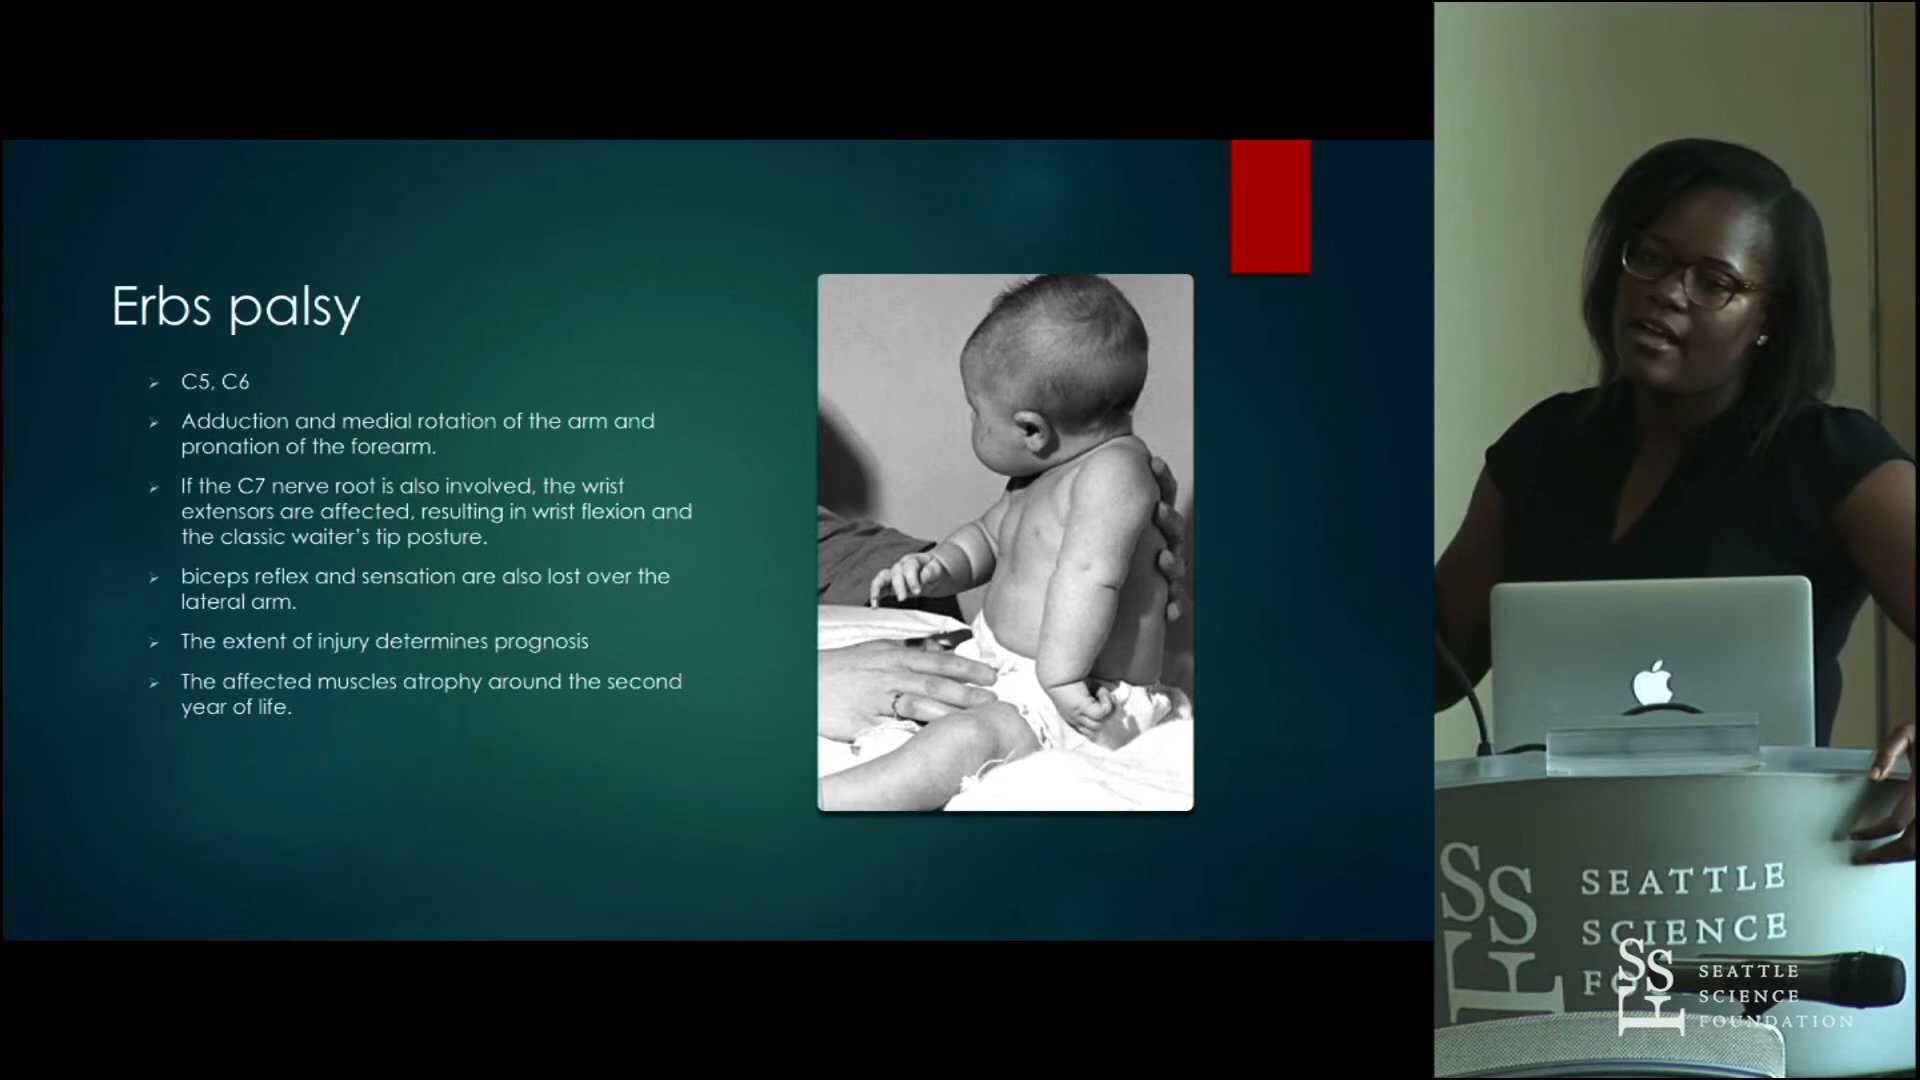 Erbs palsy
C5, C6
Adduction and medial rotation of the arm and
pronation of the forearm.
If the C7 nerve root is also involved, the wrist
extensors are affected, resulting in wrist flexion and
the classic waiter's tip posture.
biceps reflex and sensation are also lost over the
lateral arm.
The extent of injury determines prognosis
The affected muscles atrophy around the second
year of life.
SSF
SEATTLE
SCIENCE
SSF
SEATTLE
SCIENCE
FOUNDATION